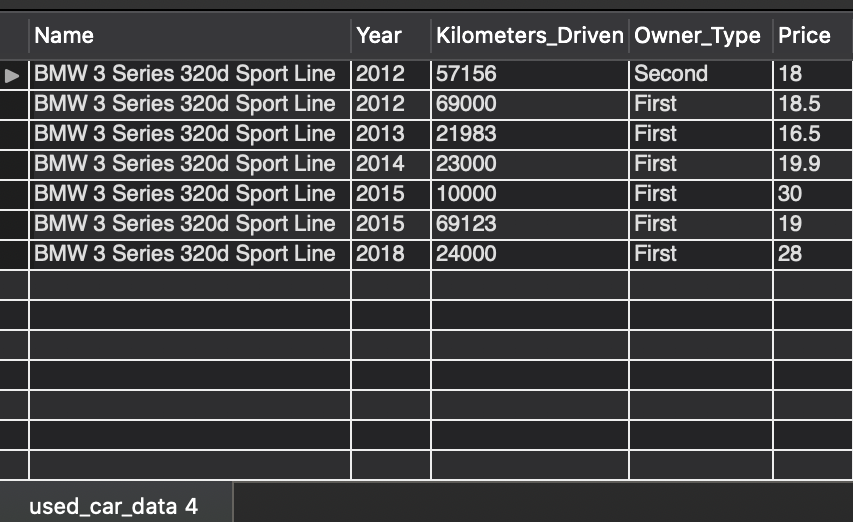 Name Year Kilometers_Driven Owner_Type Price
BMW 3 Series 320d Sport Line 2012 57156 Second 18
BMW 3 Series 320d Sport Line 2012 69000 First 18.5
BMW 3 Series 320d Sport Line 2013 21983 First 16.5
BMW 3 Series 320d Sport Line 2014 23000 First 19.9
BMW 3 Series 320d Sport Line 2015 10000 First 30
BMW 3 Series 320d Sport Line 2015 69123 First 19
BMW 3 Series 320d Sport Line 2018 24000 First 28
used_car_data 4